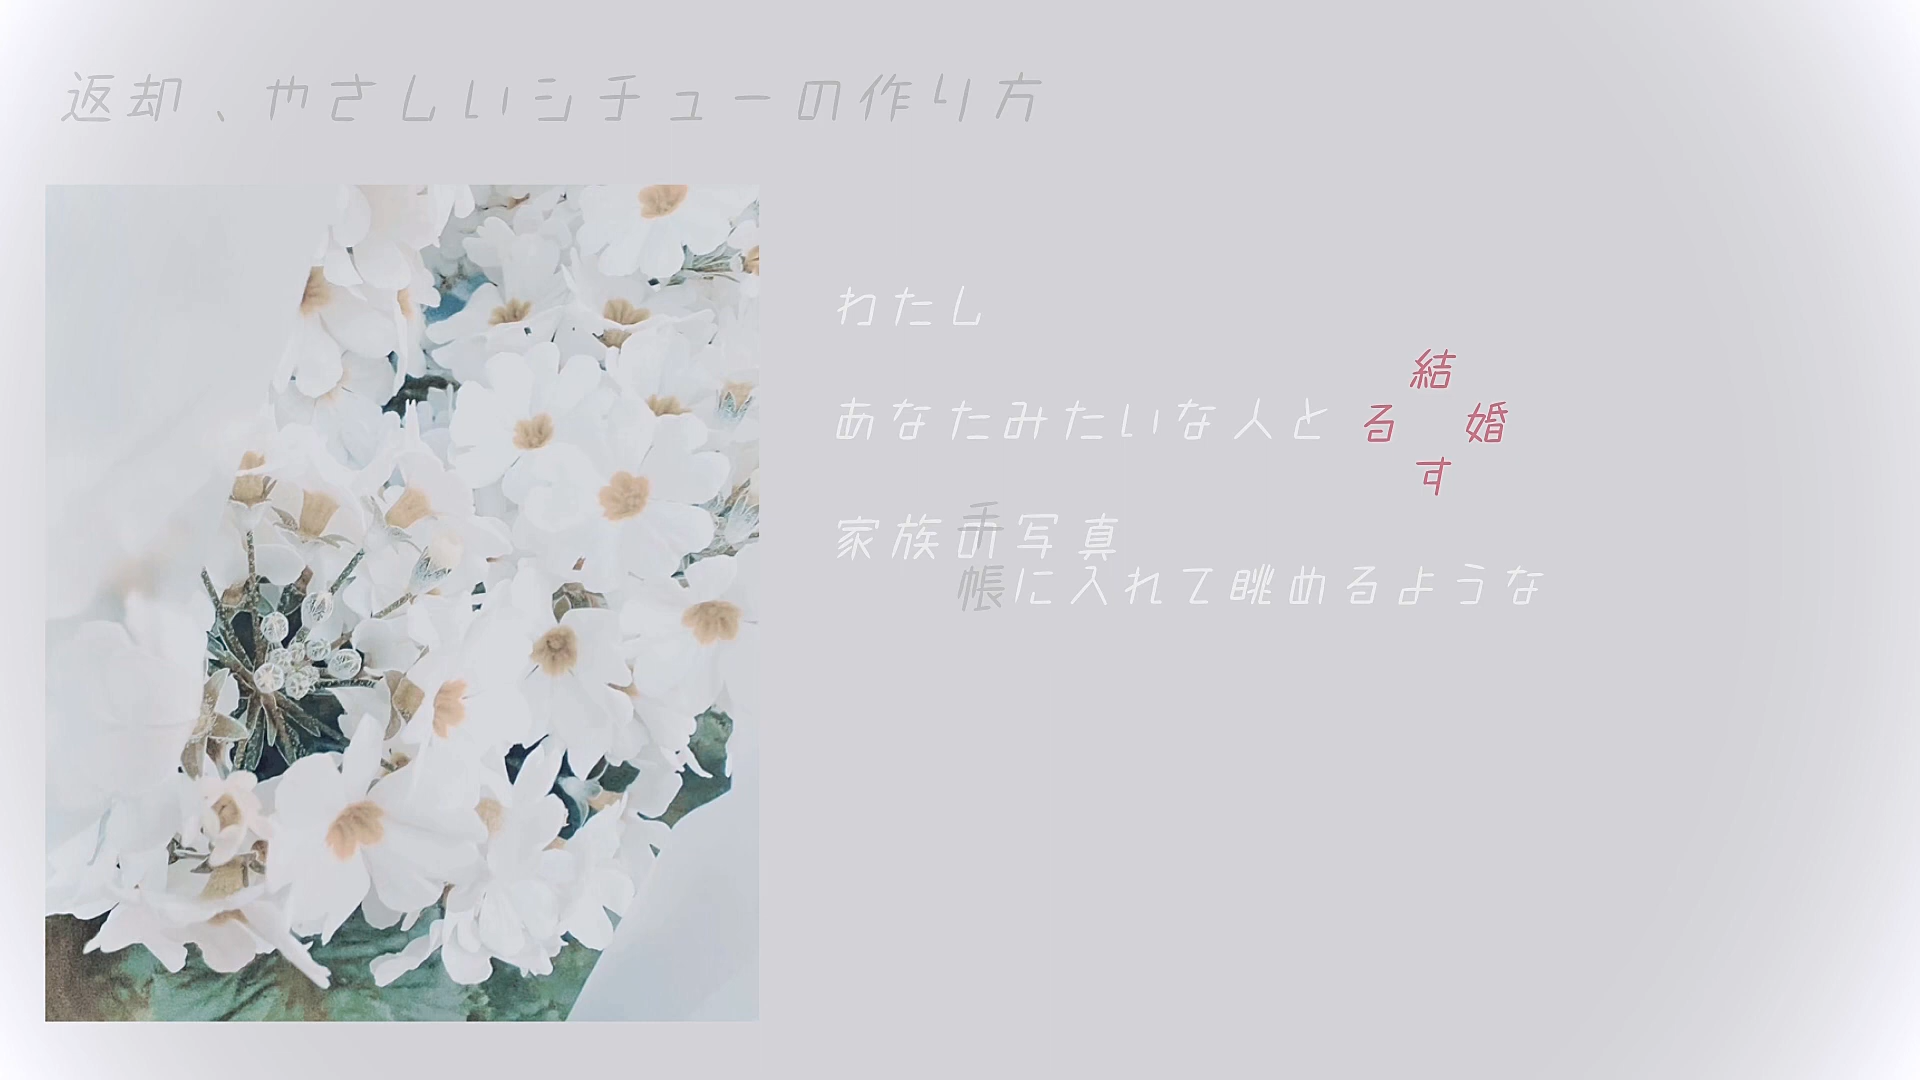 返却、やさしいシチューの作り方
わたし
あなたみたいな人と結婚する
家族の写真
手帳に入れて眺めるような